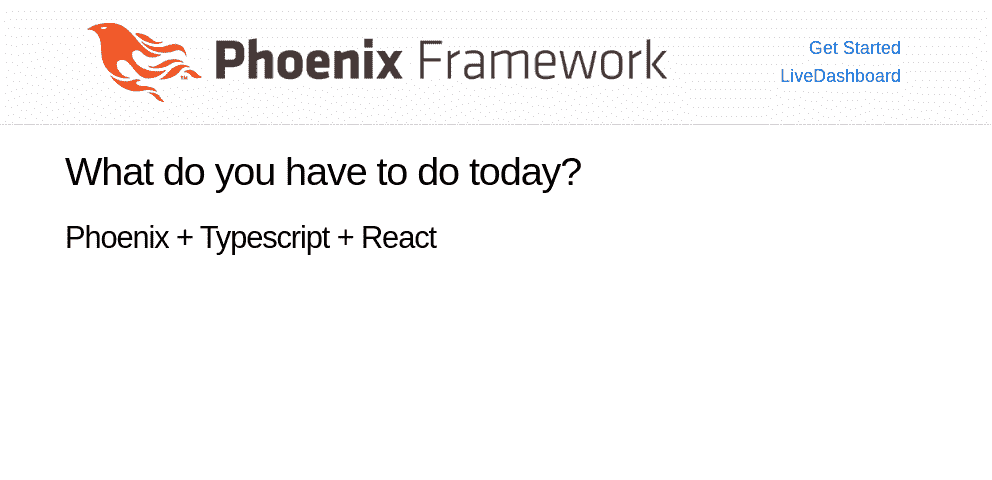 Phoenix Framework
Get Started
LiveDashboard
What do you have to do today?
Phoenix + Typescript + React